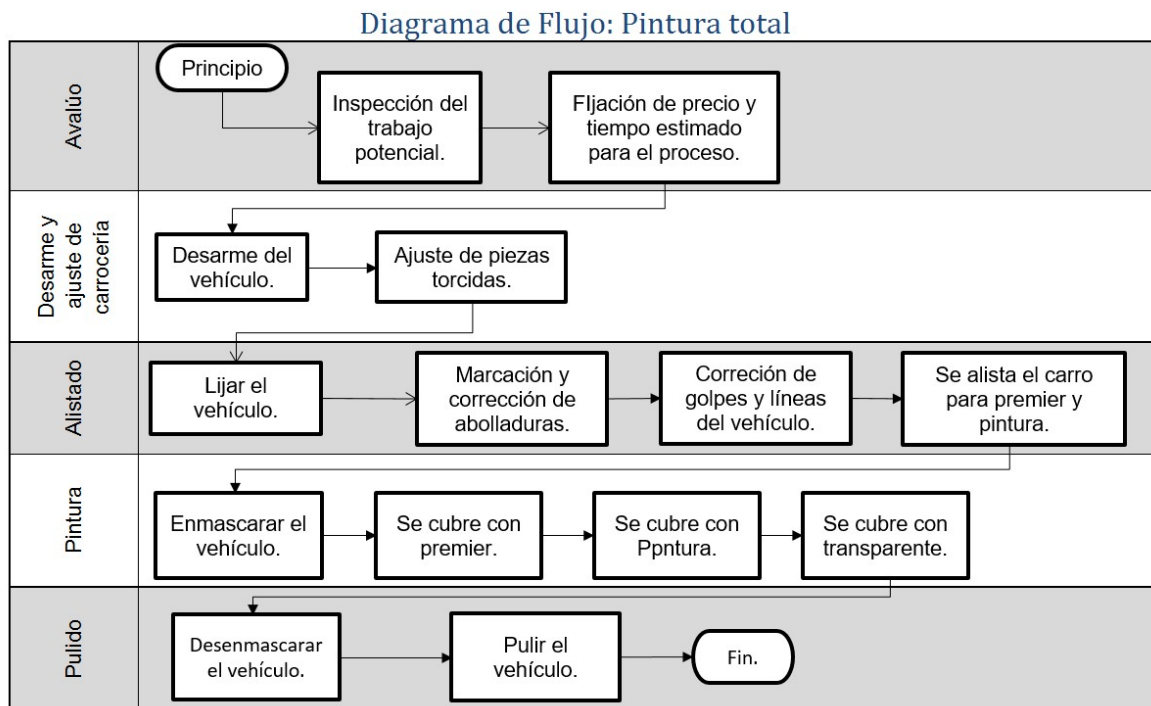 Diagrama de Flujo: Pintura total
Avalúo
Principio
Inspección del
trabajo
potencial.
FIjación de precio y
tiempo estimado
para el proceso.
Desarme y
ajuste de
carrocería
Desarme del
vehículo.
Ajuste de piezas
torcidas.
Alistado
Lijar el
vehículo.
Marcación y
corrección de
abolladuras.
Correción de
golpes y líneas
del vehículo.
Se alista el carro
para premier y
pintura.
Pintura
Enmascarar el
vehículo.
Se cubre con
premier.
Se cubre con
Ppntura.
Se cubre con
transparente.
Pulido
Desenmascarar
el vehículo.
Pulir el
vehículo.
Fin.